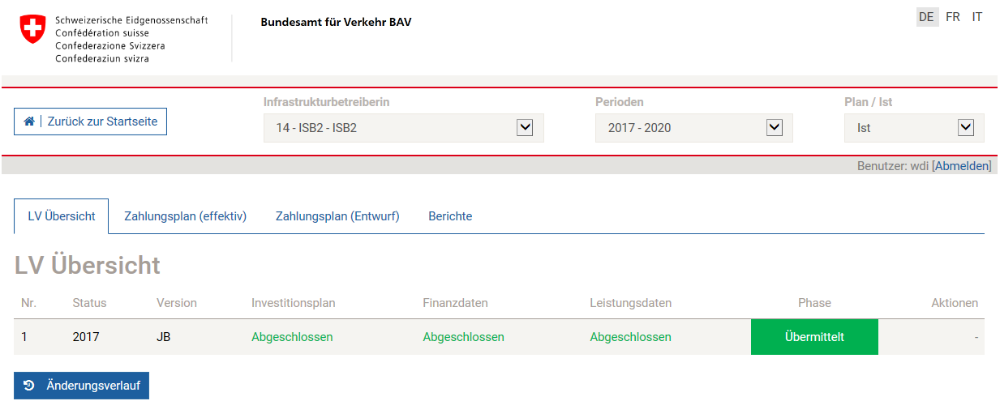 Schweizerische Eidgenossenschaft
Confédération suisse
Confederazione Svizzera
Confederaziun svizra
Bundesamt für Verkehr BAV
DE FR IT
Zurück zur Startseite
Infrastrukturbetreiberin
14 - ISB2 - ISB2
Perioden
2017 - 2020
Plan / Ist
Ist
Benutzer: wdi [Abmelden]
LV Übersicht Zahlungsplan (effektiv) Zahlungsplan (Entwurf) Berichte
LV Übersicht
Nr. Status Version Investitionsplan Finanzdaten Leistungsdaten Phase Aktionen
1 2017 JB Abgeschlossen Abgeschlossen Abgeschlossen Übermittelt -
Änderungsverlauf